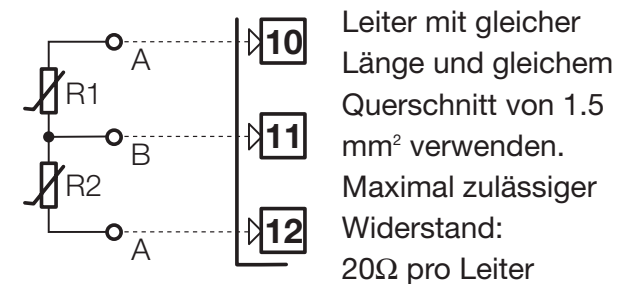 A
10
Leiter mit gleicher
Länge und gleichem
R1
Querschnitt von 1.5
B
11
mm² verwenden.
R2
Maximal zulässiger
A
12
Widerstand:
20Ω pro Leiter